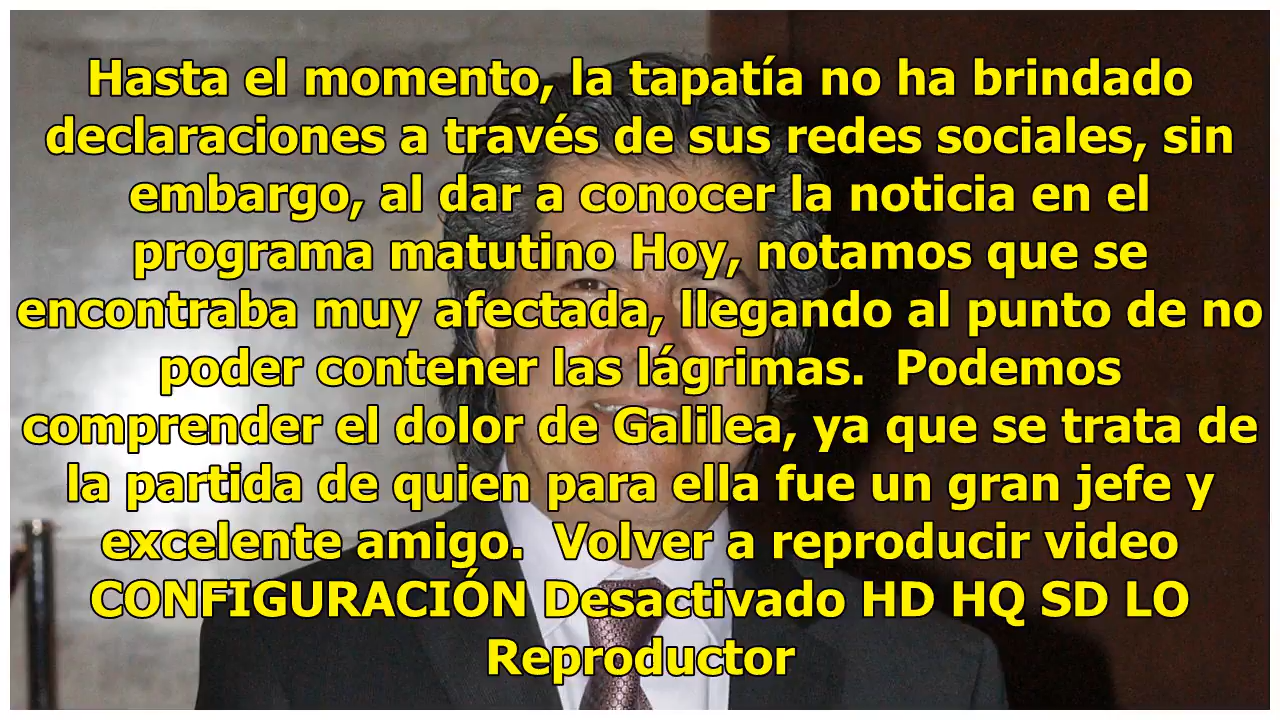 Hasta el momento, la tapatía no ha brindado
declaraciones a través de sus redes sociales, sin
embargo, al dar a conocer la noticia en el
programa matutino Hoy, notamos que se
encontraba muy afectada, llegando al punto de no
poder contener las lágrimas.  Podemos
comprender el dolor de Galilea, ya que se trata de
la partida de quien para ella fue un gran jefe y
excelente amigo.  Volver a reproducir video
CONFIGURACIÓN Desactivado HD HQ SD LO
Reproductor